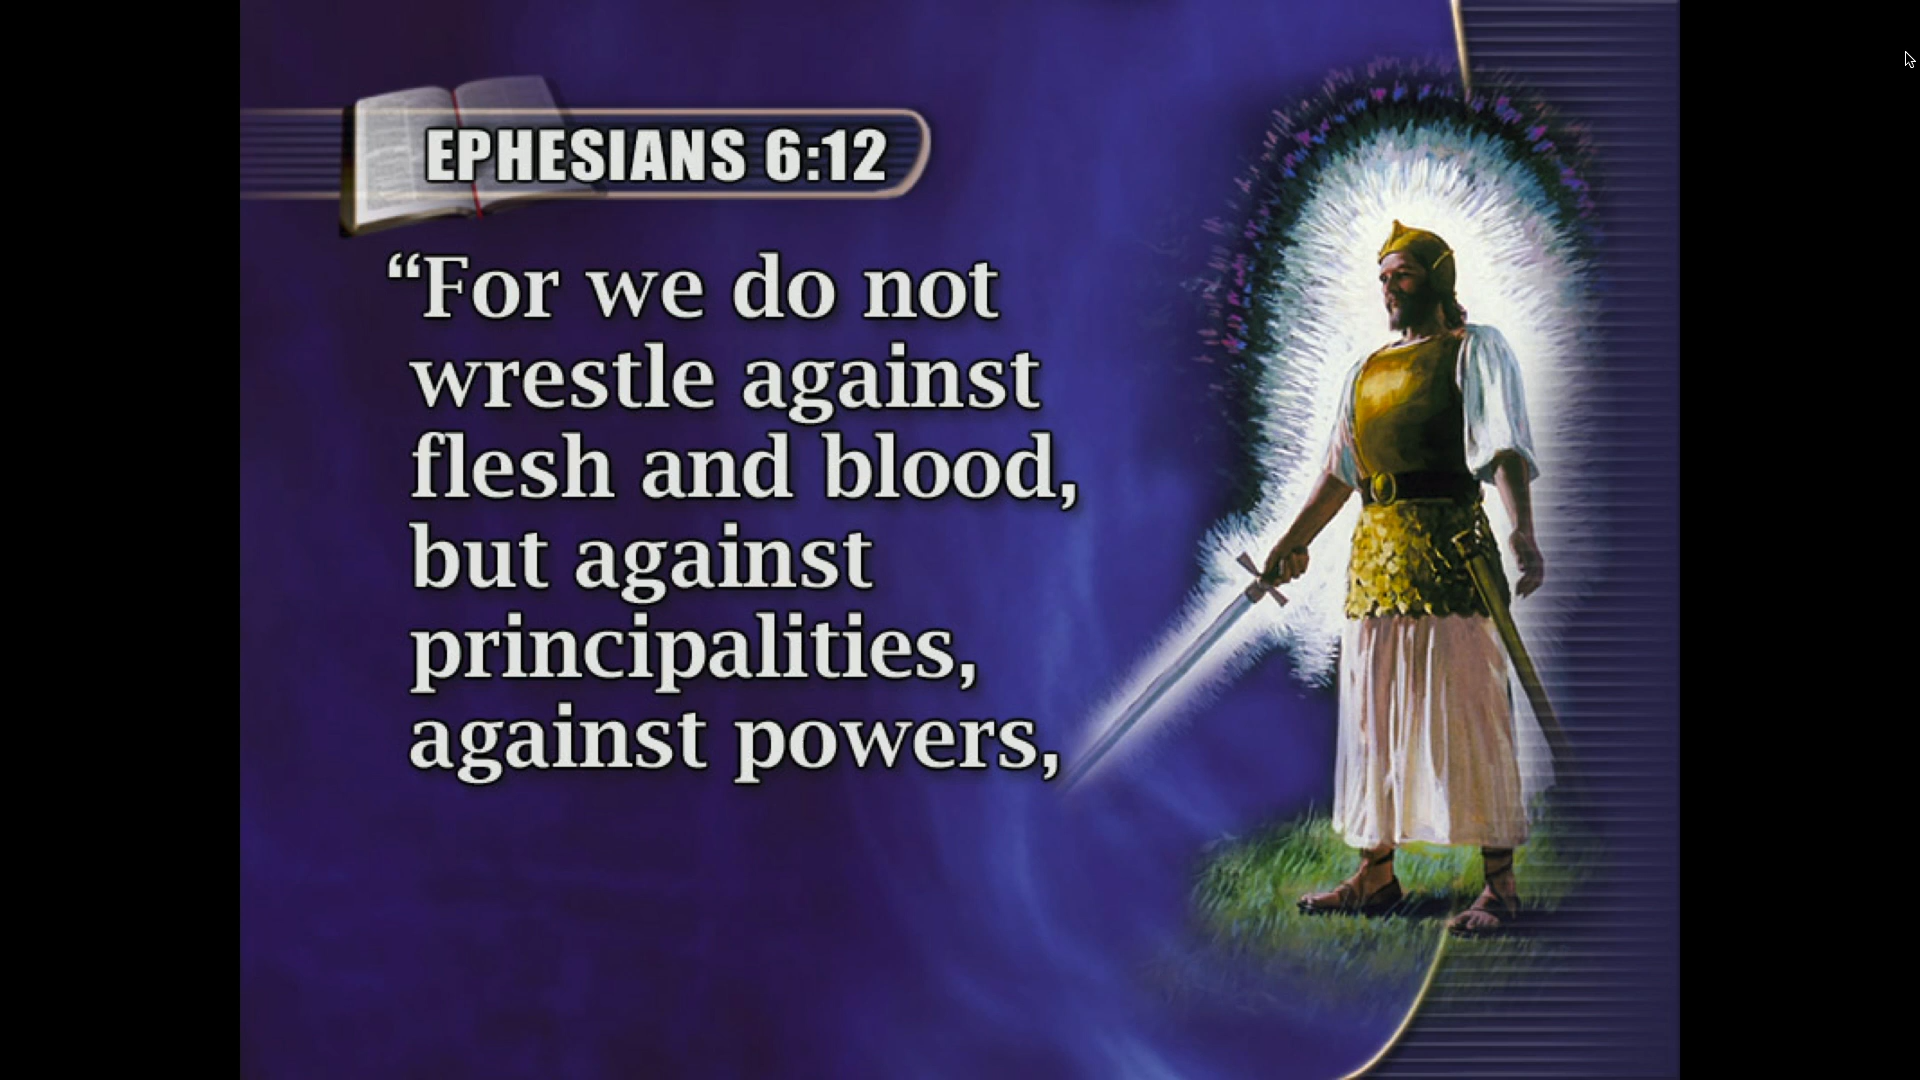 EPHESIANS 6:12
“For we do not
wrestle against
flesh and blood,
but against
principalities,
against powers,